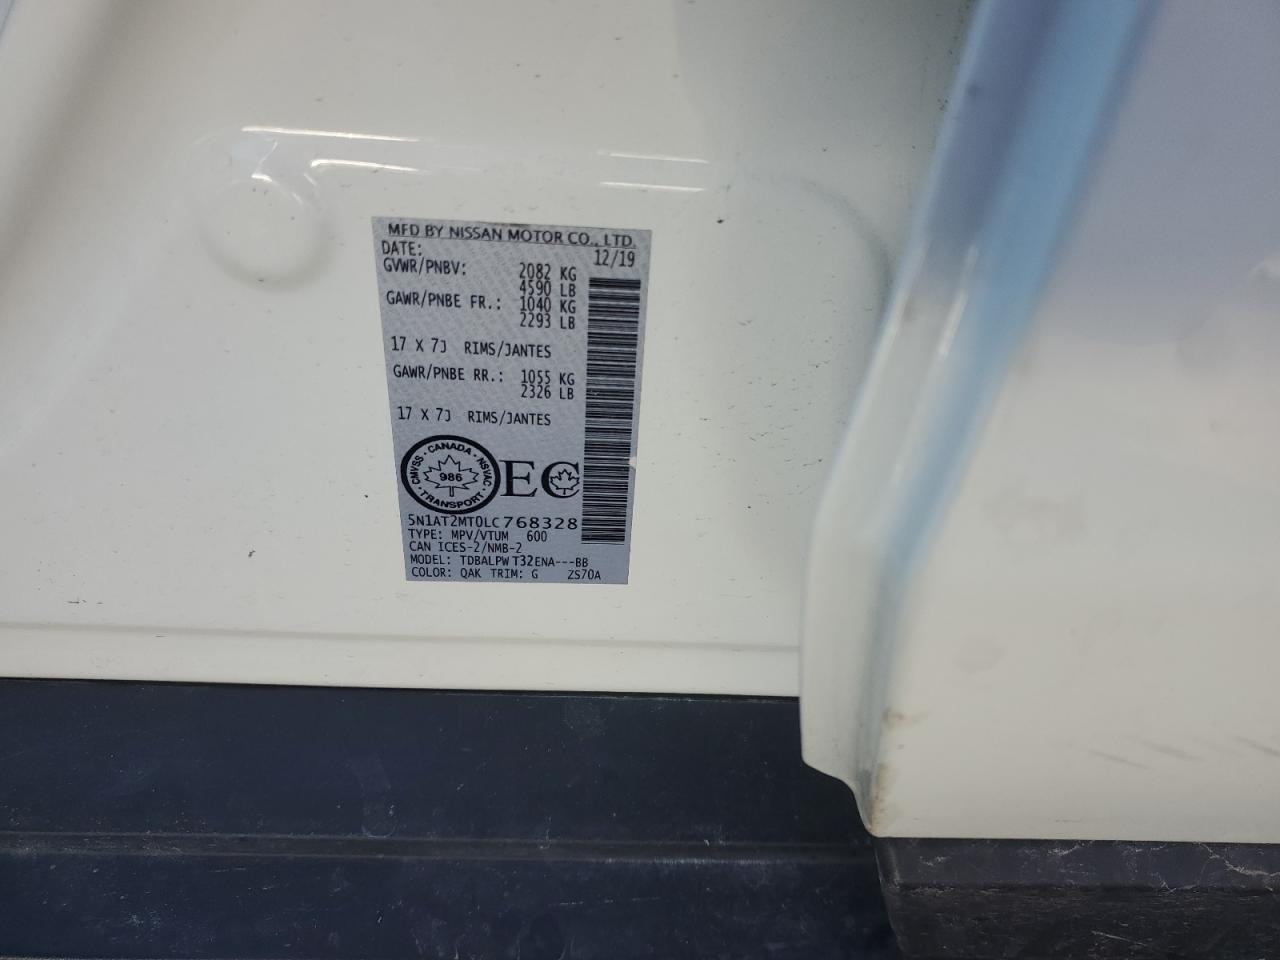 MFD BY NISSAN MOTOR CO., LTD.
DATE: 12/19
GVWR/PNBV: 2082 KG
4590 LB
GAWR/PNBE FR.: 1040 KG
2293 LB
17 X 7J RIMS/JANTES
GAWR/PNBE RR.: 1055 KG
2326 LB
17 X 7J RIMS/JANTES
CMVSS · CANADA · NSVAC · TRANSPORT ·
986
EC
5N1AT2MT0LC768328
TYPE: MPV/VTUM 600
CAN ICES-2/NMB-2
MODEL: TDBALPW T32ENA---BB
COLOR: QAK TRIM: G ZS70A